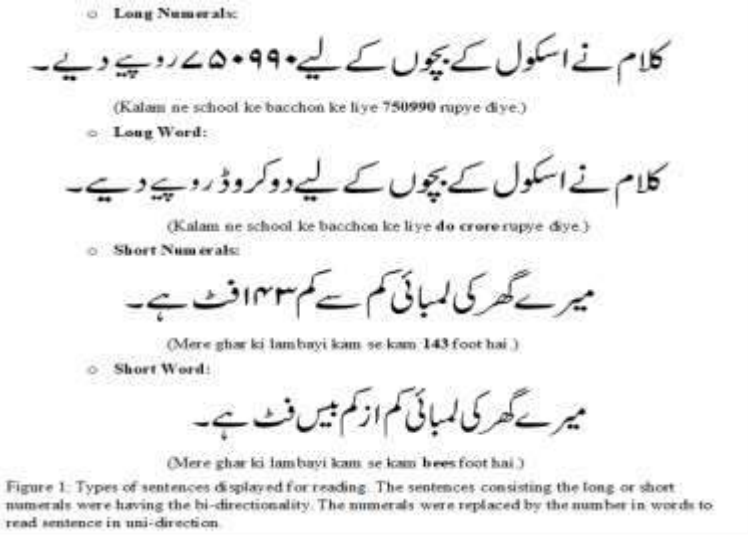 o Long Numerals:
کلام نے اسکول کے بچوں کے لیے ۷۵۰۹۹۰ روپیے دیے۔
(Kalam ne school ke bacchon ke liye 750990 rupye diye.)
o Long Word:
کلام نے اسکول کے بچوں کے لیے دو کروڈ روپیے دیے۔
(Kalam ne school ke bacchon ke liye do crore rupye diye.)
o Short Numerals:
میرے گھر کی لمبائی کم سے کم ۱۴۳ فٹ ہے۔
(Mere ghar ki lambayi kam se kam 143 foot hai.)
o Short Word:
میرے گھر کی لمبائی کم از کم بیس فٹ ہے۔
(Mere ghar ki lambayi kam se kam bees foot hai.)
Figure 1: Types of sentences displayed for reading. The sentences consisting the long or short
numerals were having the bi-directionality. The numerals were replaced by the number in words to
read sentence in uni-direction.